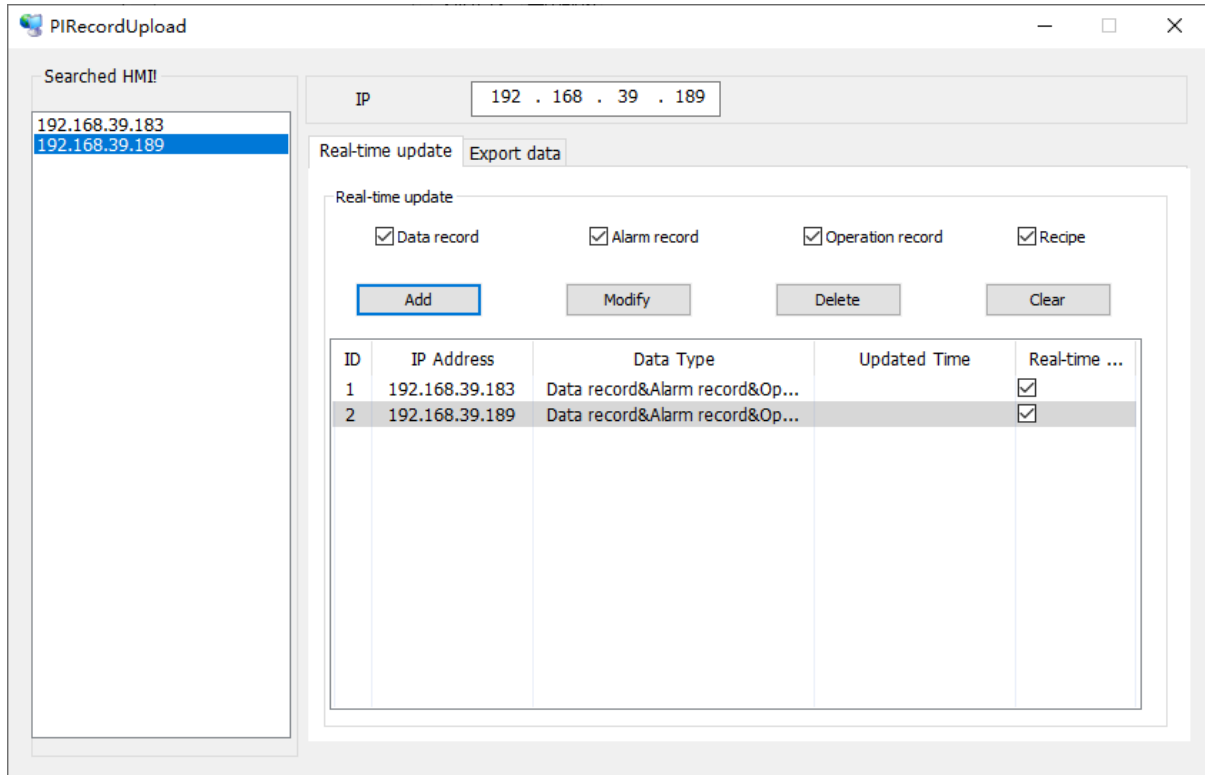 PIRecordUpload
Searched HMI!
192.168.39.183
192.168.39.189
IP 192 . 168 . 39 . 189
Real-time update Export data
Real-time update
Data record Alarm record Operation record Recipe
Add Modify Delete Clear
ID IP Address Data Type Updated Time Real-time ...
1 192.168.39.183 Data record&Alarm record&Op...
2 192.168.39.189 Data record&Alarm record&Op...